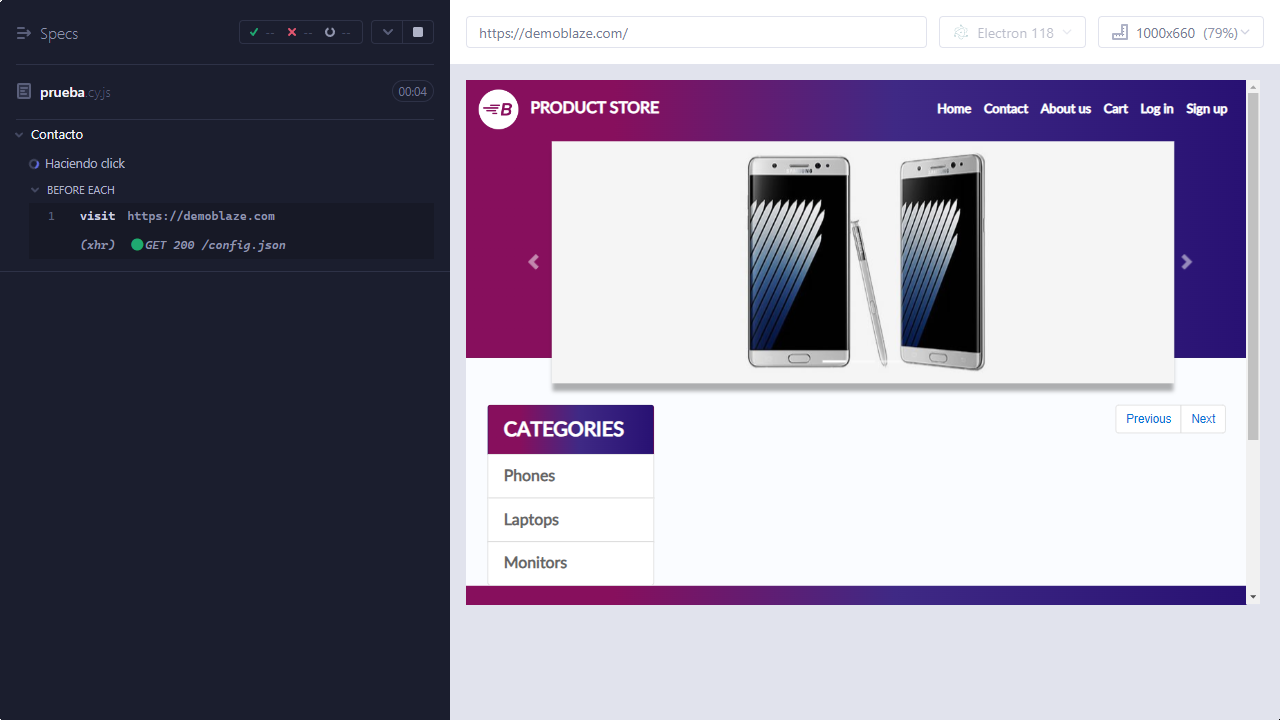 Specs
-- -- --
prueba.cy.js 00:04
Contacto
Haciendo click
BEFORE EACH
1 visit https://demoblaze.com
(xhr) GET 200 /config.json
https://demoblaze.com/
Electron 118
1000x660 (79%)
B PRODUCT STORE
Home Contact About us Cart Log in Sign up
SAMSUNG
CATEGORIES
Phones
Laptops
Monitors
Previous Next